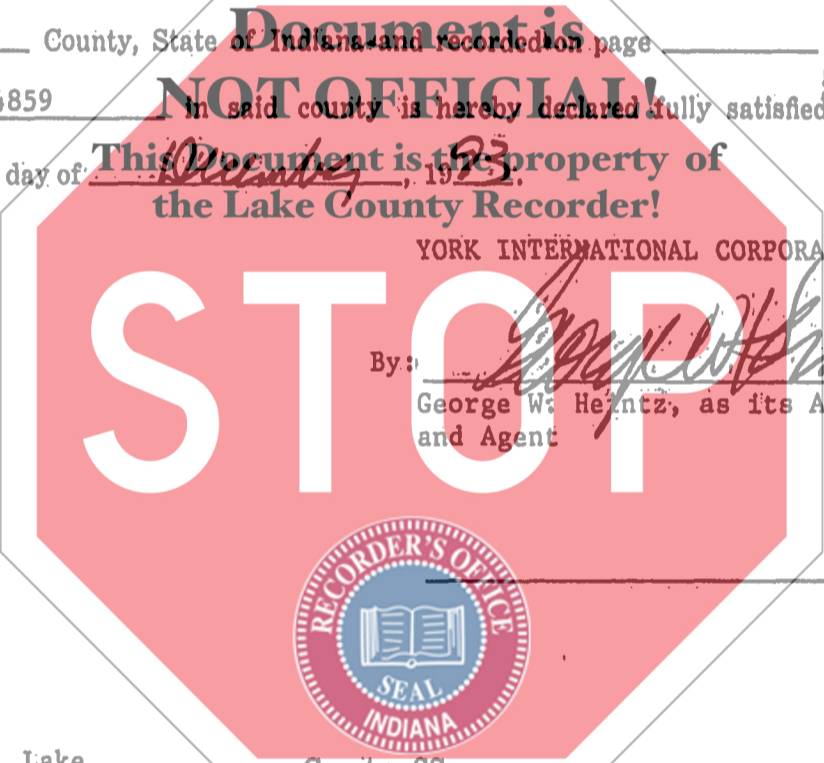 Document is
County, State of Indiana and recorded on page
NOT OFFICIAL!
4859 in said county is hereby declared fully satisfied
This Document is the property of
day of December, 1993.
the Lake County Recorder!
YORK INTERNATIONAL CORPORA
STOP
By:
George W. Heintz, as its A
and Agent
RECORDER'S OFFICE
SEAL
INDIANA
Lake County SS